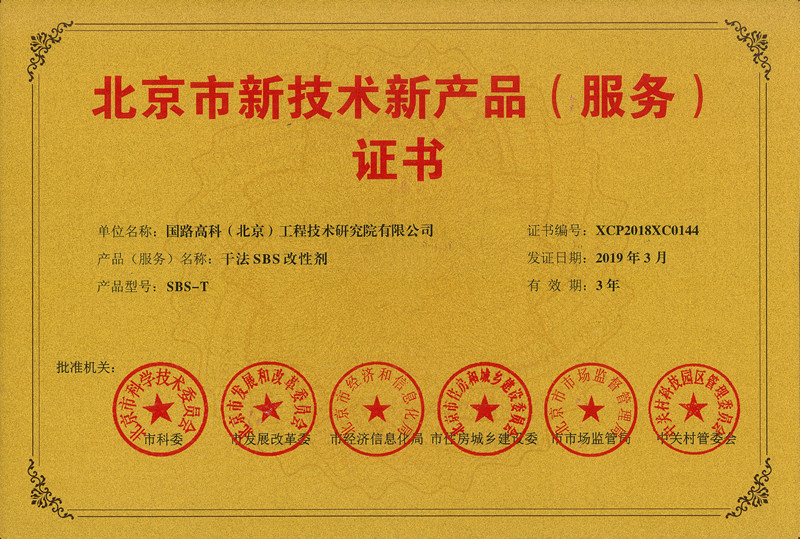 北京市新技术新产品（服务）
证书
单位名称：国路高科（北京）工程技术研究院有限公司
证书编号：XCP2018XC0144
产品（服务）名称：干法SBS改性剂
发证日期：2019年3月
产品型号：SBS-T
有 效 期：3年
批准机关：
北京市科学技术委员会
北京市发展和改革委员会
北京市经济和信息化局
北京市住房和城乡建设委员会
北京市市场监督管理局
中关村科技园区管理委员会
市科委
市发展改革委
市经济信息化局
市住房城乡建设委
市市场监管局
中关村管委会